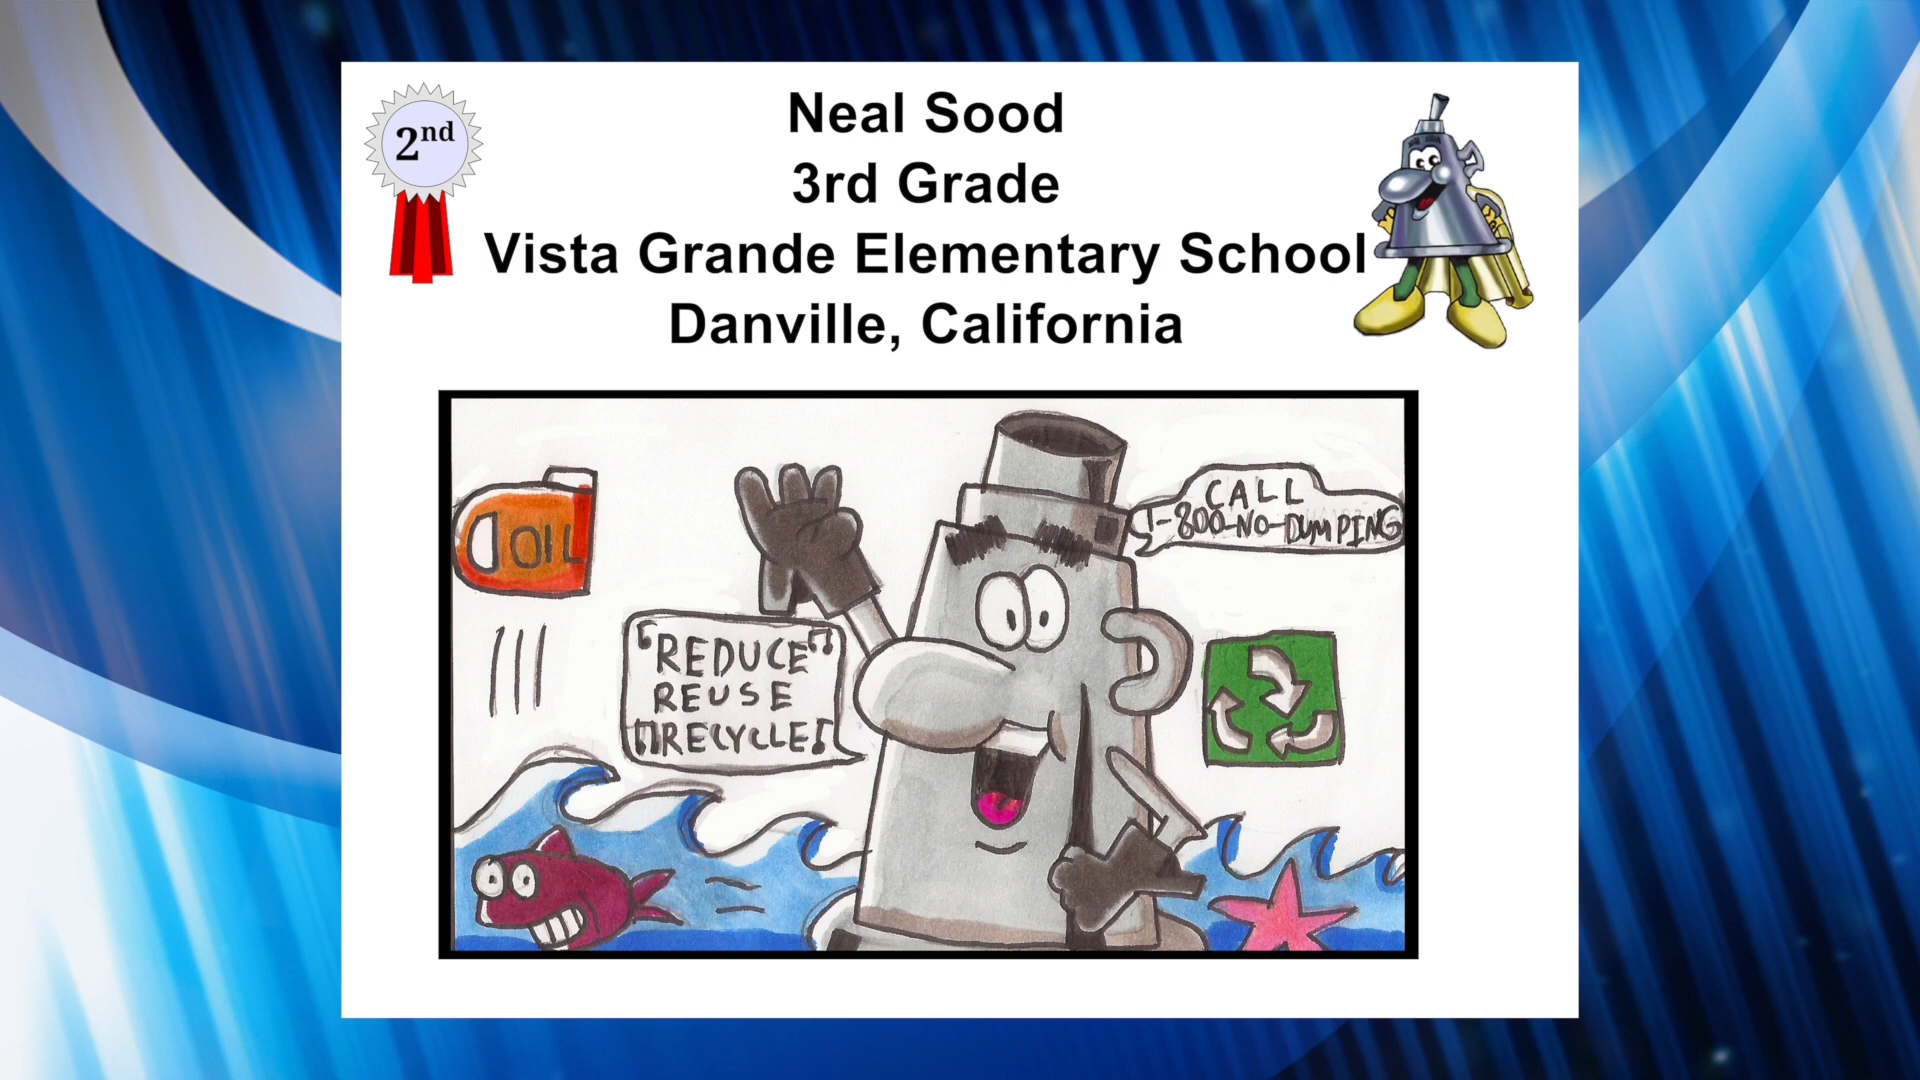 2nd
Neal Sood
3rd Grade
Vista Grande Elementary School
Danville, California
OIL
CALL
1-800-NO-DUMPING
"REDUCE"
REUSE
RECYCLE